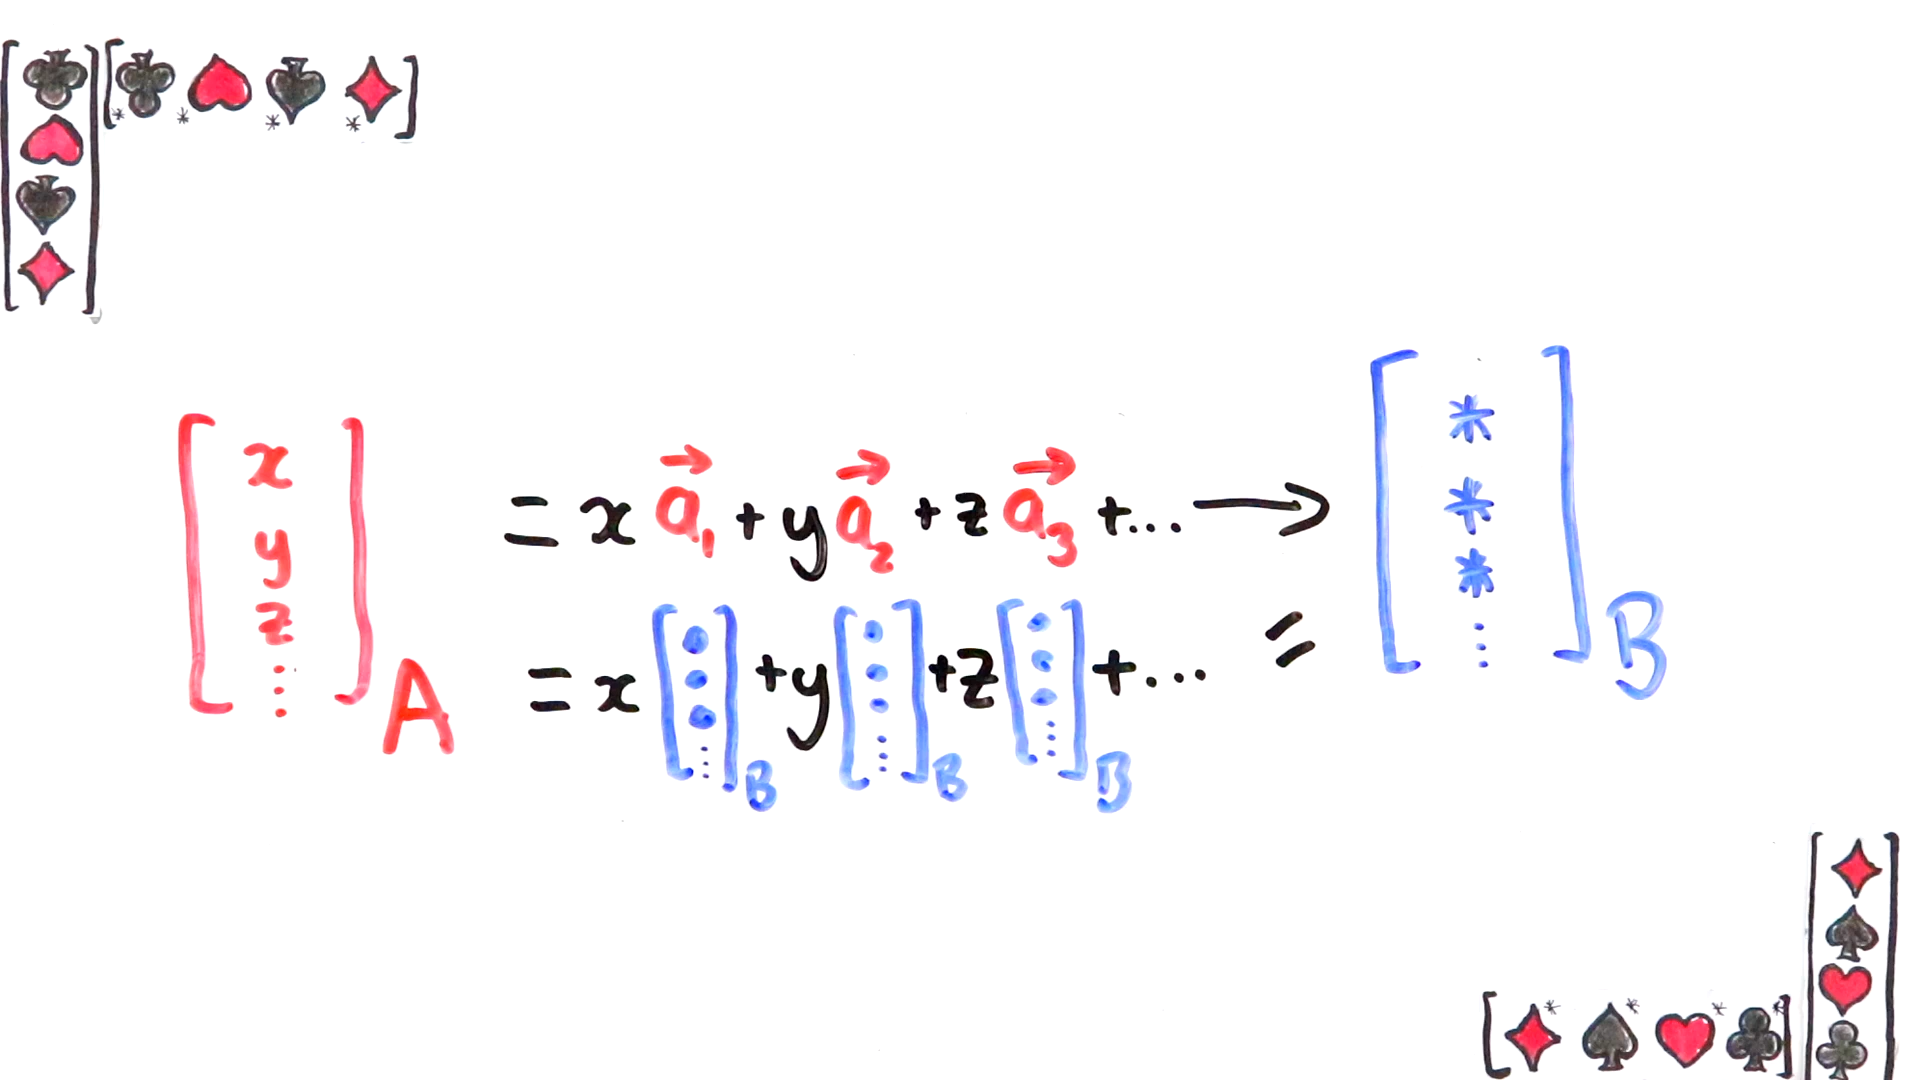 [♣ ♥ ♠ ♦] [♣* ♥* ♠* ♦*]
[x y z ⋮]A = x a₁⃗ + y a₂⃗ + z a₃⃗ + ... ⟶ [* * * ⋮]B
= x [• • • ⋮]B + y [• • • ⋮]B + z [• • • ⋮]B + ... =
[♦* ♠* ♥* ♣*] [♦ ♠ ♥ ♣]